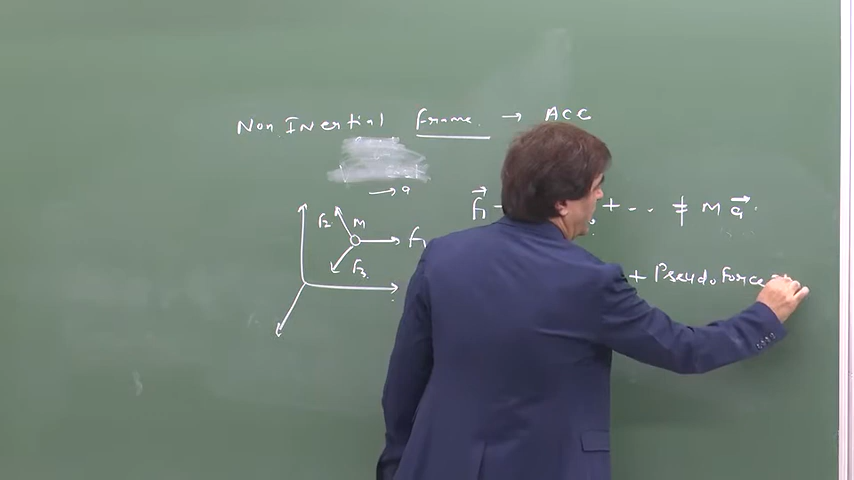 Non Inertial Frame. → ACC
→ a
F₂ M F₁
F₃
F₁ + ... ≠ M a
+ Pseudo Force